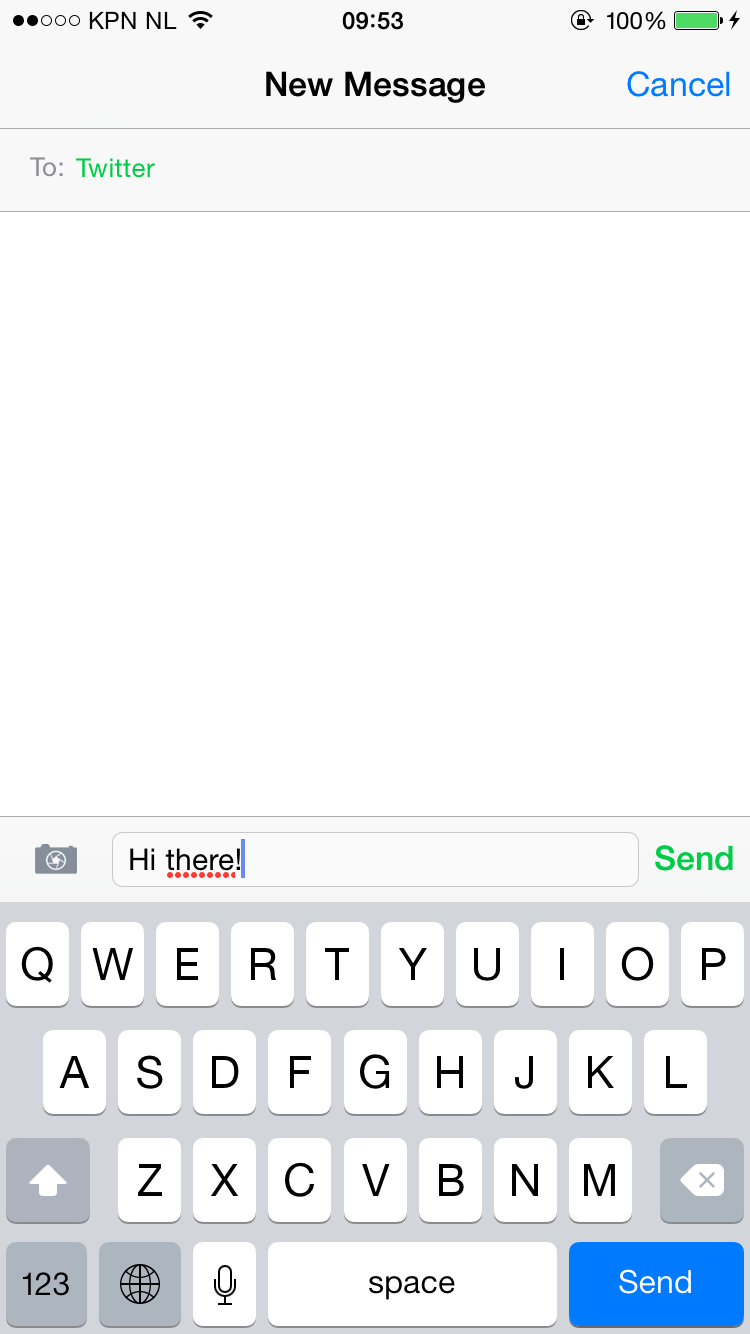 KPN NL 09:53 100%
New Message Cancel
To: Twitter
Hi there! Send
Q W E R T Y U I O P
A S D F G H J K L
Z X C V B N M
123 space Send